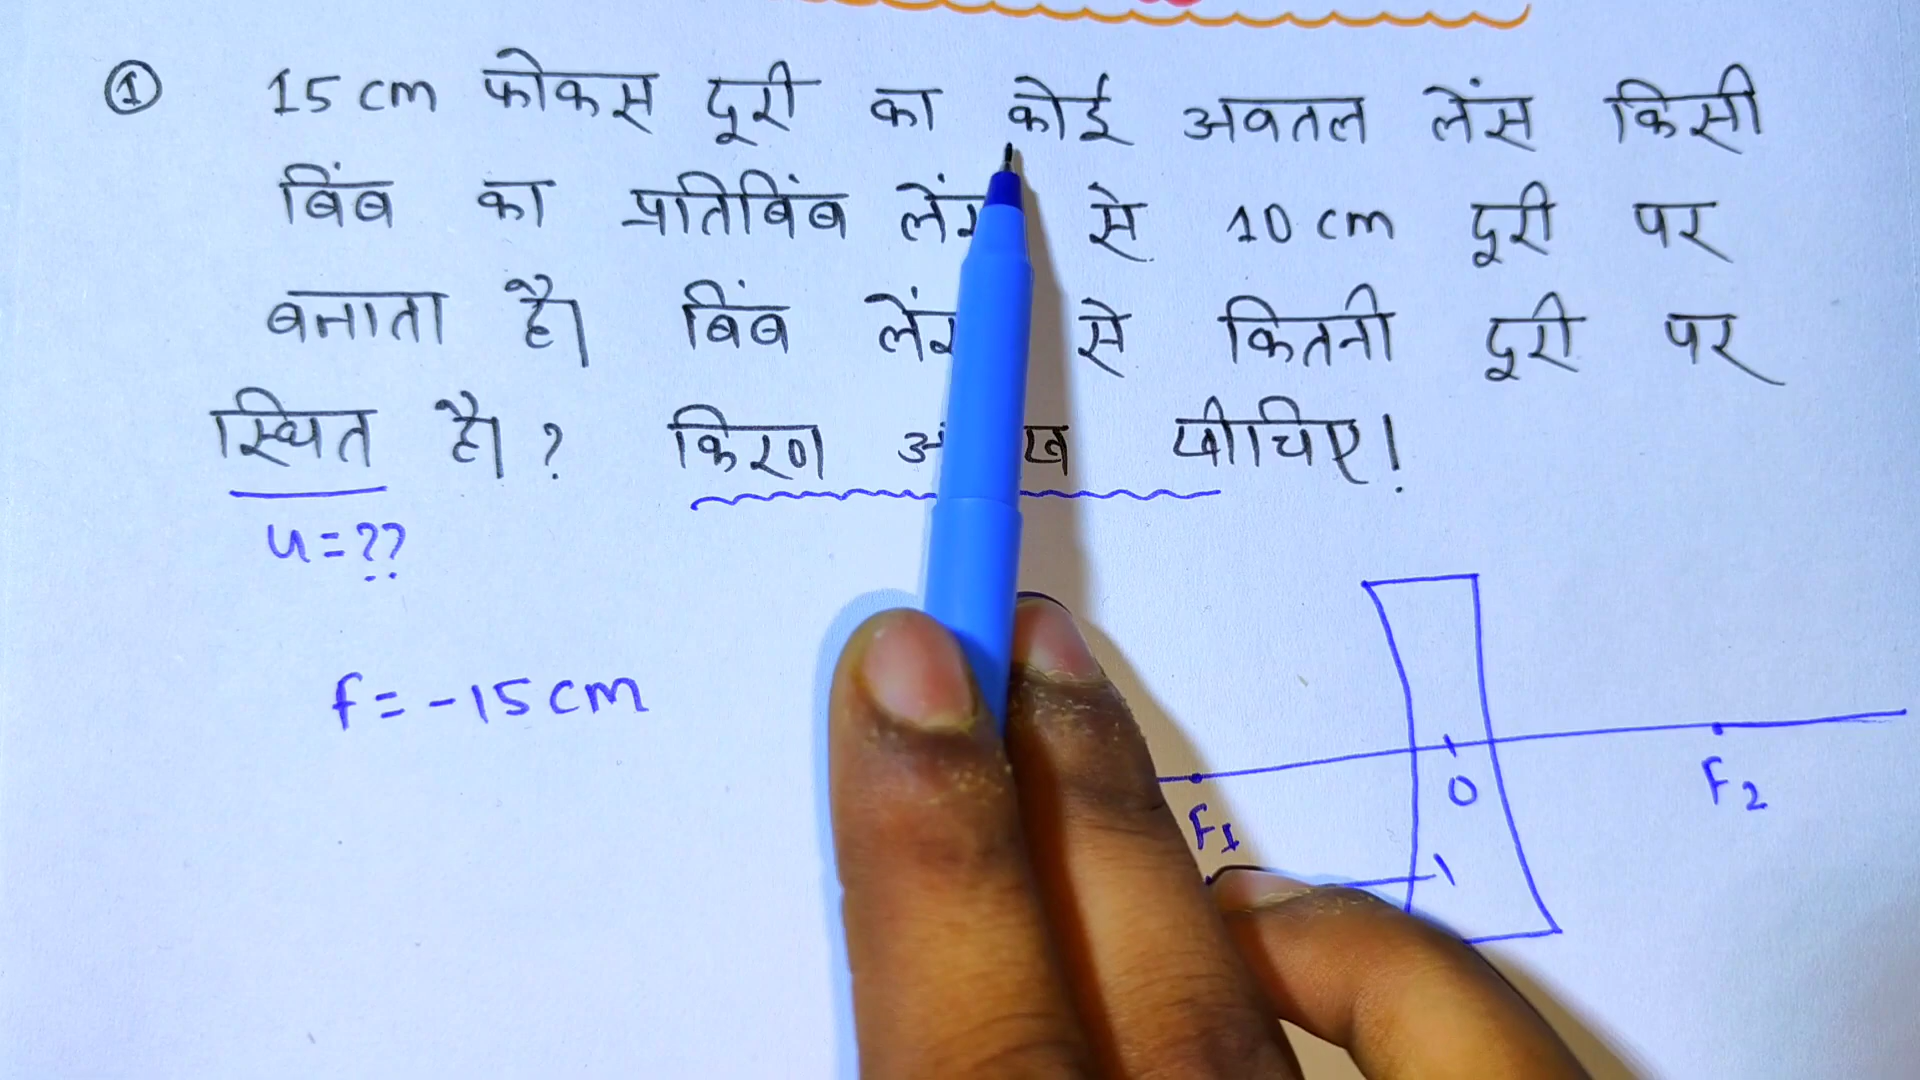 ① 15 cm फोकस दूरी का कोई अवतल लेंस किसी
बिंब का प्रतिबिंब से 10 cm दूरी पर
बनाता है। बिंब से कितनी दूरी पर
स्थित है। ? किरण खीचिए।
u = ??
f = -15 cm
O
F2
F1